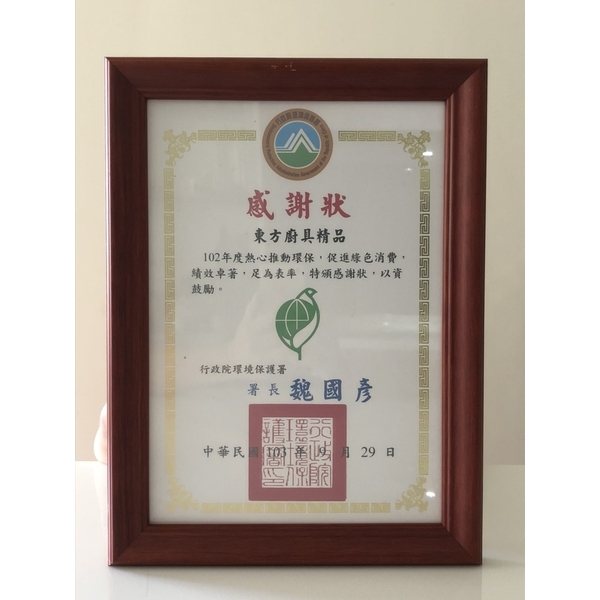 感謝狀
東方廚具精品
102年度熱心推動環保，促進綠色消費，
績效卓著，足為表率，特頒感謝狀，以資
鼓勵。
行政院環境保護署
署長 魏國彥
中華民國 103 年 9 月 29 日